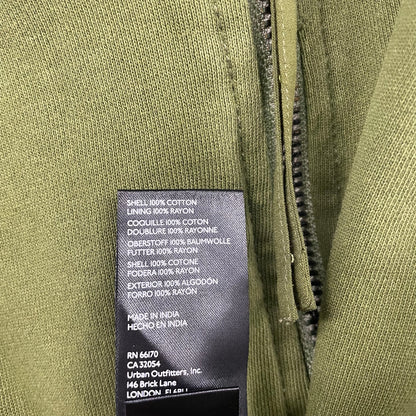 SHELL 100% COTTON
LINING 100% RAYON
COQUILLE 100% COTON
DOUBLURE 100% RAYONNE
OBERSTOFF 100% BAUMWOLLE
FUTTER 100% RAYON
SHELL 100% COTONE
FODERA 100% RAYON
EXTERIOR 100% ALGODÓN
FORRO 100% RAYÓN
MADE IN INDIA
HECHO EN INDIA
RN 66170
CA 32054
Urban Outfitters, Inc.
146 Brick Lane
LONDON, E1 6RU